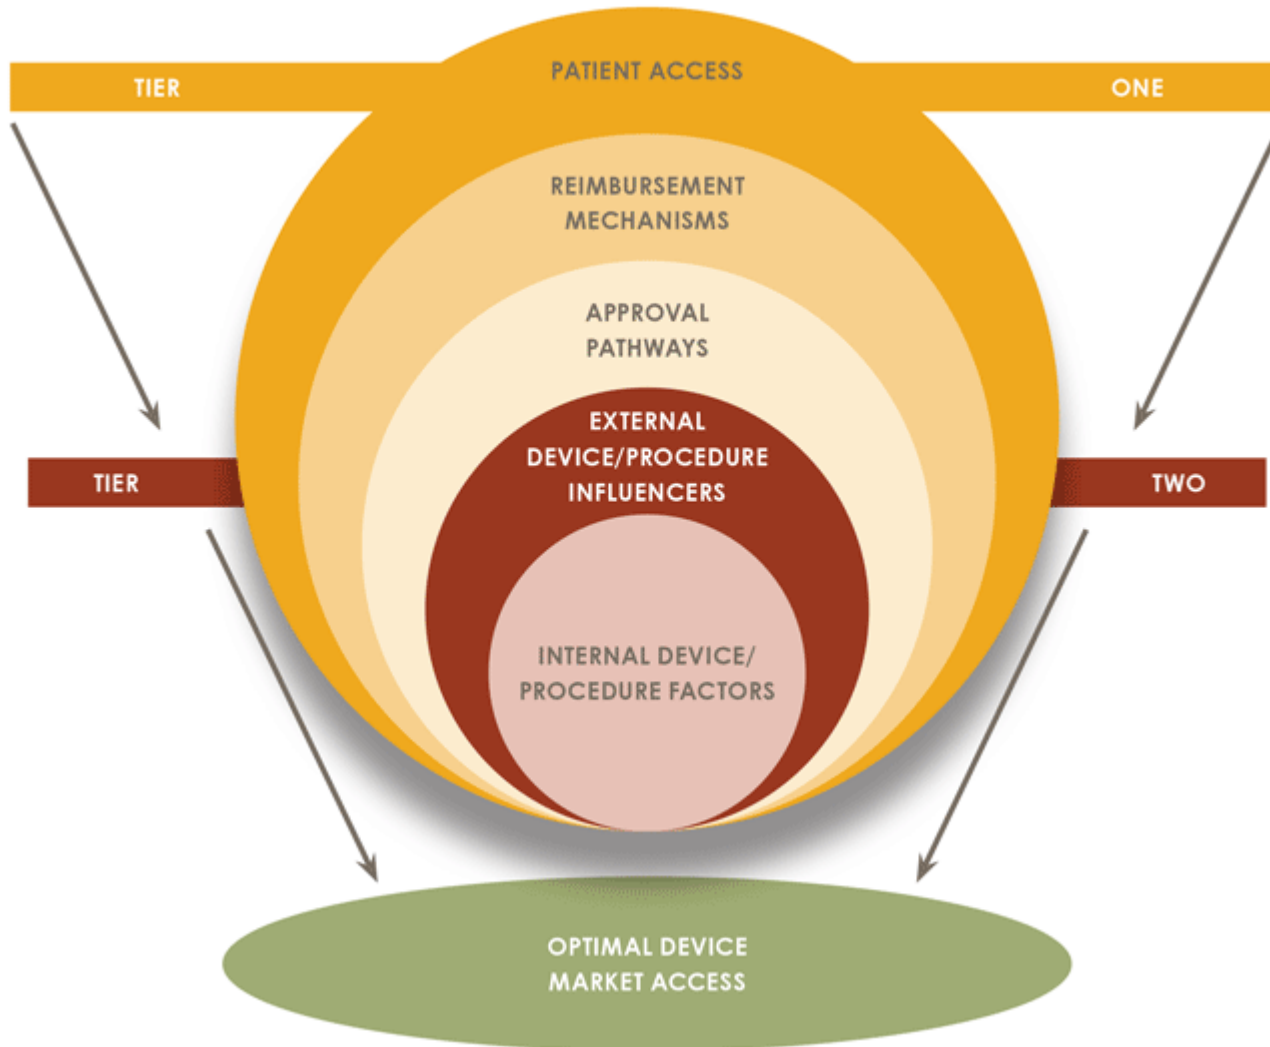 PATIENT ACCESS
TIER
ONE
REIMBURSEMENT
MECHANISMS
APPROVAL
PATHWAYS
EXTERNAL
DEVICE/PROCEDURE
INFLUENCERS
TIER
TWO
INTERNAL DEVICE/
PROCEDURE FACTORS
OPTIMAL DEVICE
MARKET ACCESS